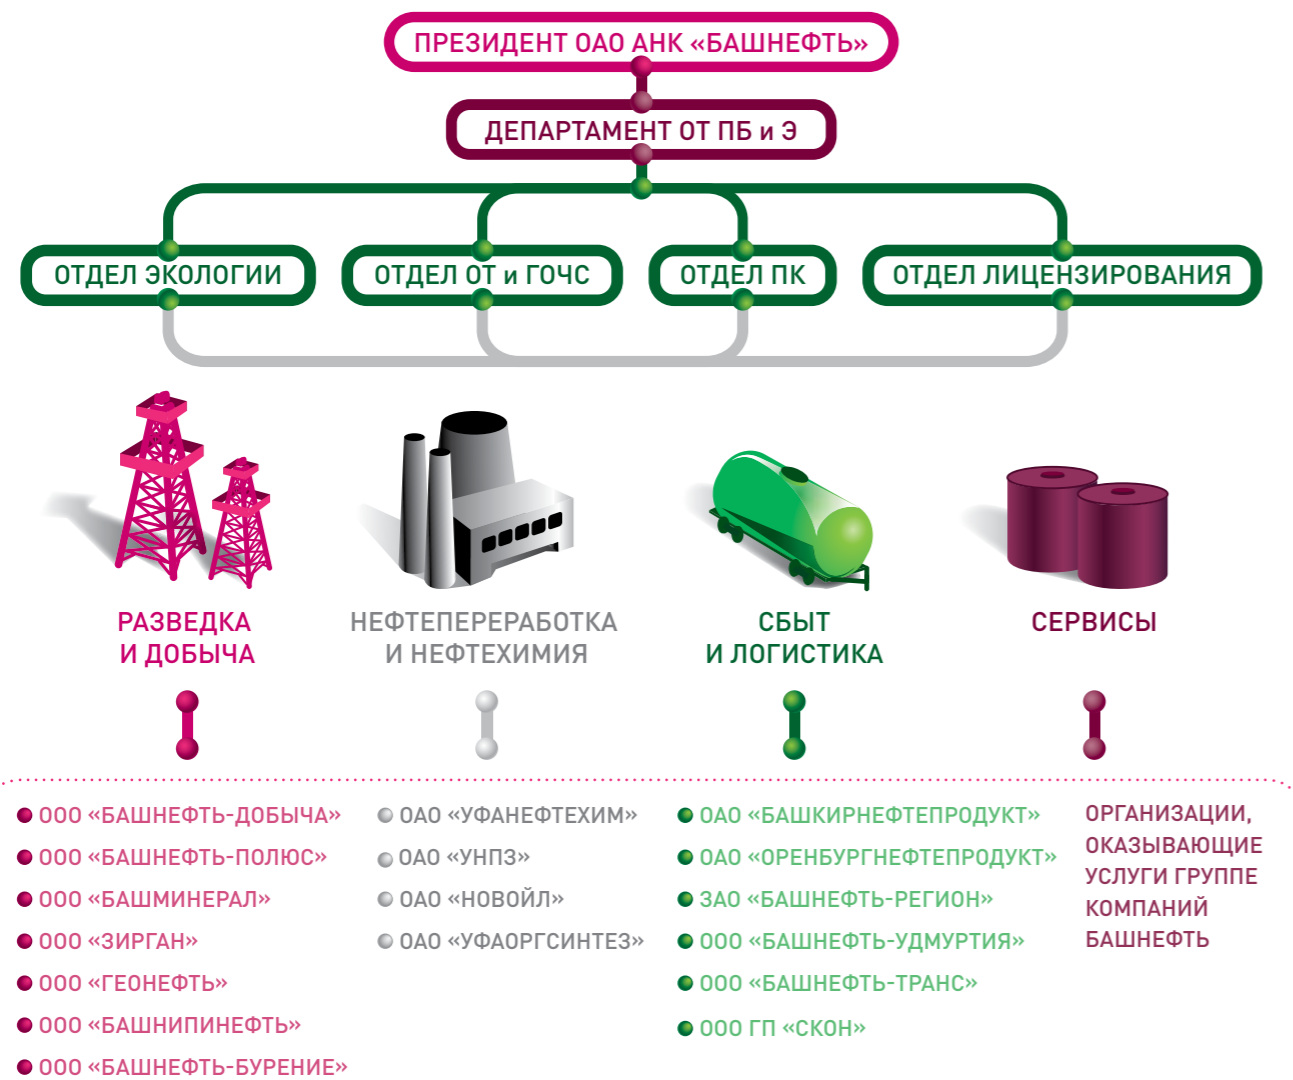 ПРЕЗИДЕНТ ОАО АНК «БАШНЕФТЬ»
ДЕПАРТАМЕНТ ОТ ПБ и Э
ОТДЕЛ ЭКОЛОГИИ
ОТДЕЛ ОТ и ГОЧС
ОТДЕЛ ПК
ОТДЕЛ ЛИЦЕНЗИРОВАНИЯ
РАЗВЕДКА
И ДОБЫЧА
НЕФТЕПЕРЕРАБОТКА
И НЕФТЕХИМИЯ
СБЫТ
И ЛОГИСТИКА
СЕРВИСЫ
ООО «БАШНЕФТЬ-ДОБЫЧА»
ООО «БАШНЕФТЬ-ПОЛЮС»
ООО «БАШМИНЕРАЛ»
ООО «ЗИРГАН»
ООО «ГЕОНЕФТЬ»
ООО «БАШНИПИНЕФТЬ»
ООО «БАШНЕФТЬ-БУРЕНИЕ»
ОАО «УФАНЕФТЕХИМ»
ОАО «УНПЗ»
ОАО «НОВОЙЛ»
ОАО «УФАОРГСИНТЕЗ»
ОАО «БАШКИРНЕФТЕПРОДУКТ»
ОАО «ОРЕНБУРГНЕФТЕПРОДУКТ»
ЗАО «БАШНЕФТЬ-РЕГИОН»
ООО «БАШНЕФТЬ-УДМУРТИЯ»
ООО «БАШНЕФТЬ-ТРАНС»
ООО ГП «СКОН»
ОРГАНИЗАЦИИ,
ОКАЗЫВАЮЩИЕ
УСЛУГИ ГРУППЕ
КОМПАНИЙ
БАШНЕФТЬ